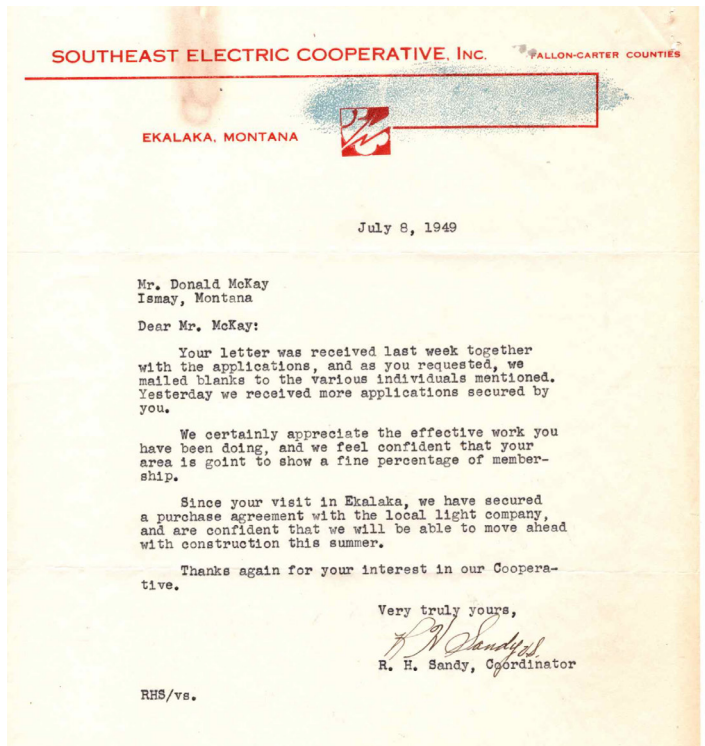 SOUTHEAST ELECTRIC COOPERATIVE, INC. FALLON-CARTER COUNTIES
EKALAKA, MONTANA
July 8, 1949
Mr. Donald McKay
Ismay, Montana
Dear Mr. McKay:
Your letter was received last week together
with the applications, and as you requested, we
mailed blanks to the various individuals mentioned.
Yesterday we received more applications secured by
you.
We certainly appreciate the effective work you
have been doing, and we feel confident that your
area is goint to show a fine percentage of member-
ship.
Since your visit in Ekalaka, we have secured
a purchase agreement with the local light company,
and are confident that we will be able to move ahead
with construction this summer.
Thanks again for your interest in our Coopera-
tive.
Very truly yours,
R H Sandy
R. H. Sandy, Coordinator
RHS/vs.